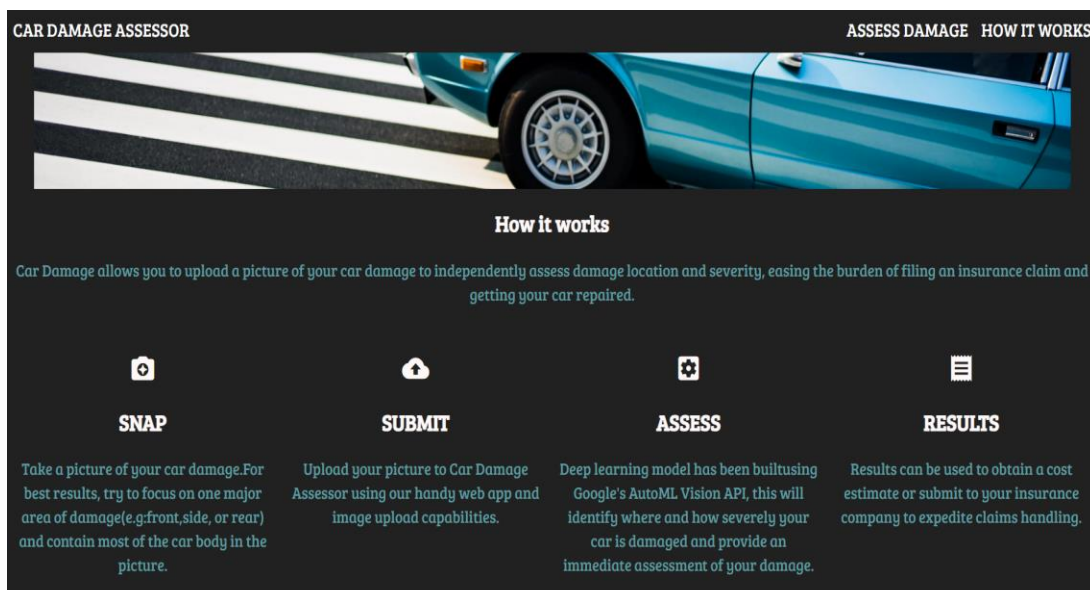 CAR DAMAGE ASSESSOR
ASSESS DAMAGE HOW IT WORKS
How it works
Car Damage allows you to upload a picture of your car damage to independently assess damage location and severity, easing the burden of filing an insurance claim and
getting your car repaired.
SNAP
Take a picture of your car damage.For
best results, try to focus on one major
area of damage(e.g:front,side, or rear)
and contain most of the car body in the
picture.
SUBMIT
Upload your picture to Car Damage
Assessor using our handy web app and
image upload capabilities.
ASSESS
Deep learning model has been builtusing
Google's AutoML Vision API, this will
identify where and how severely your
car is damaged and provide an
immediate assessment of your damage.
RESULTS
Results can be used to obtain a cost
estimate or submit to your insurance
company to expedite claims handling.